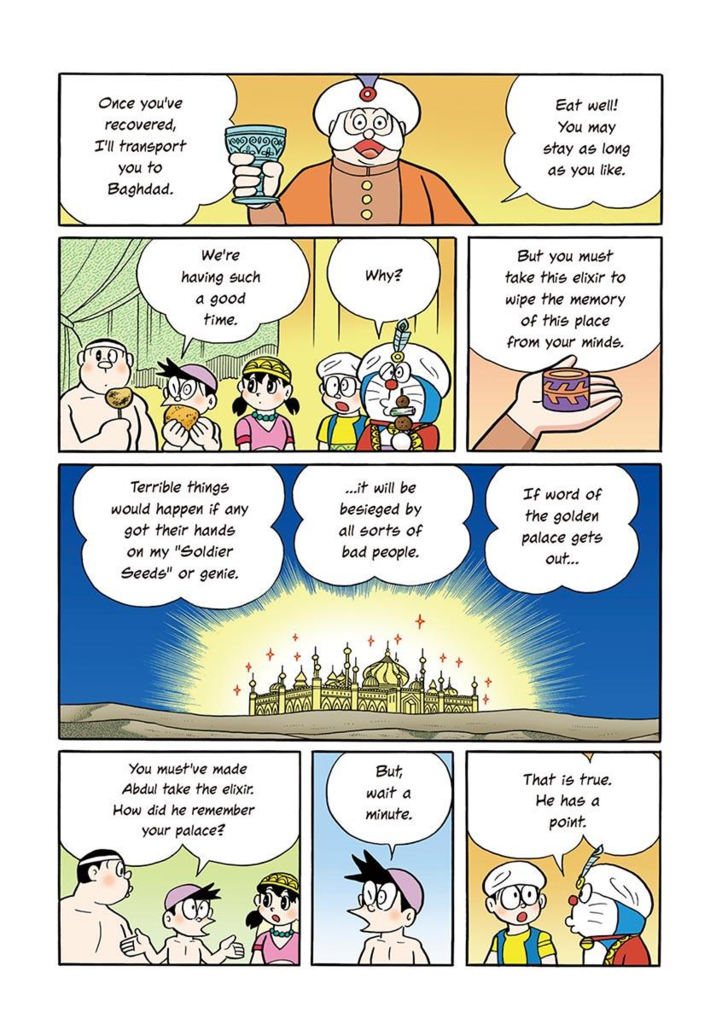 Eat well!
You may
stay as long
as you like.
Once you've
recovered,
I'll transport
you to
Baghdad.
But you must
take this elixir to
wipe the memory
of this place
from your minds.
Why?
We're
having such
a good
time.
If word of
the golden
palace gets
out...
...it will be
besieged by
all sorts of
bad people.
Terrible things
would happen if any
got their hands
on my "Soldier
Seeds" or genie.
That is true.
He has a
point.
But,
wait a
minute.
You must've made
Abdul take the elixir.
How did he remember
your palace?